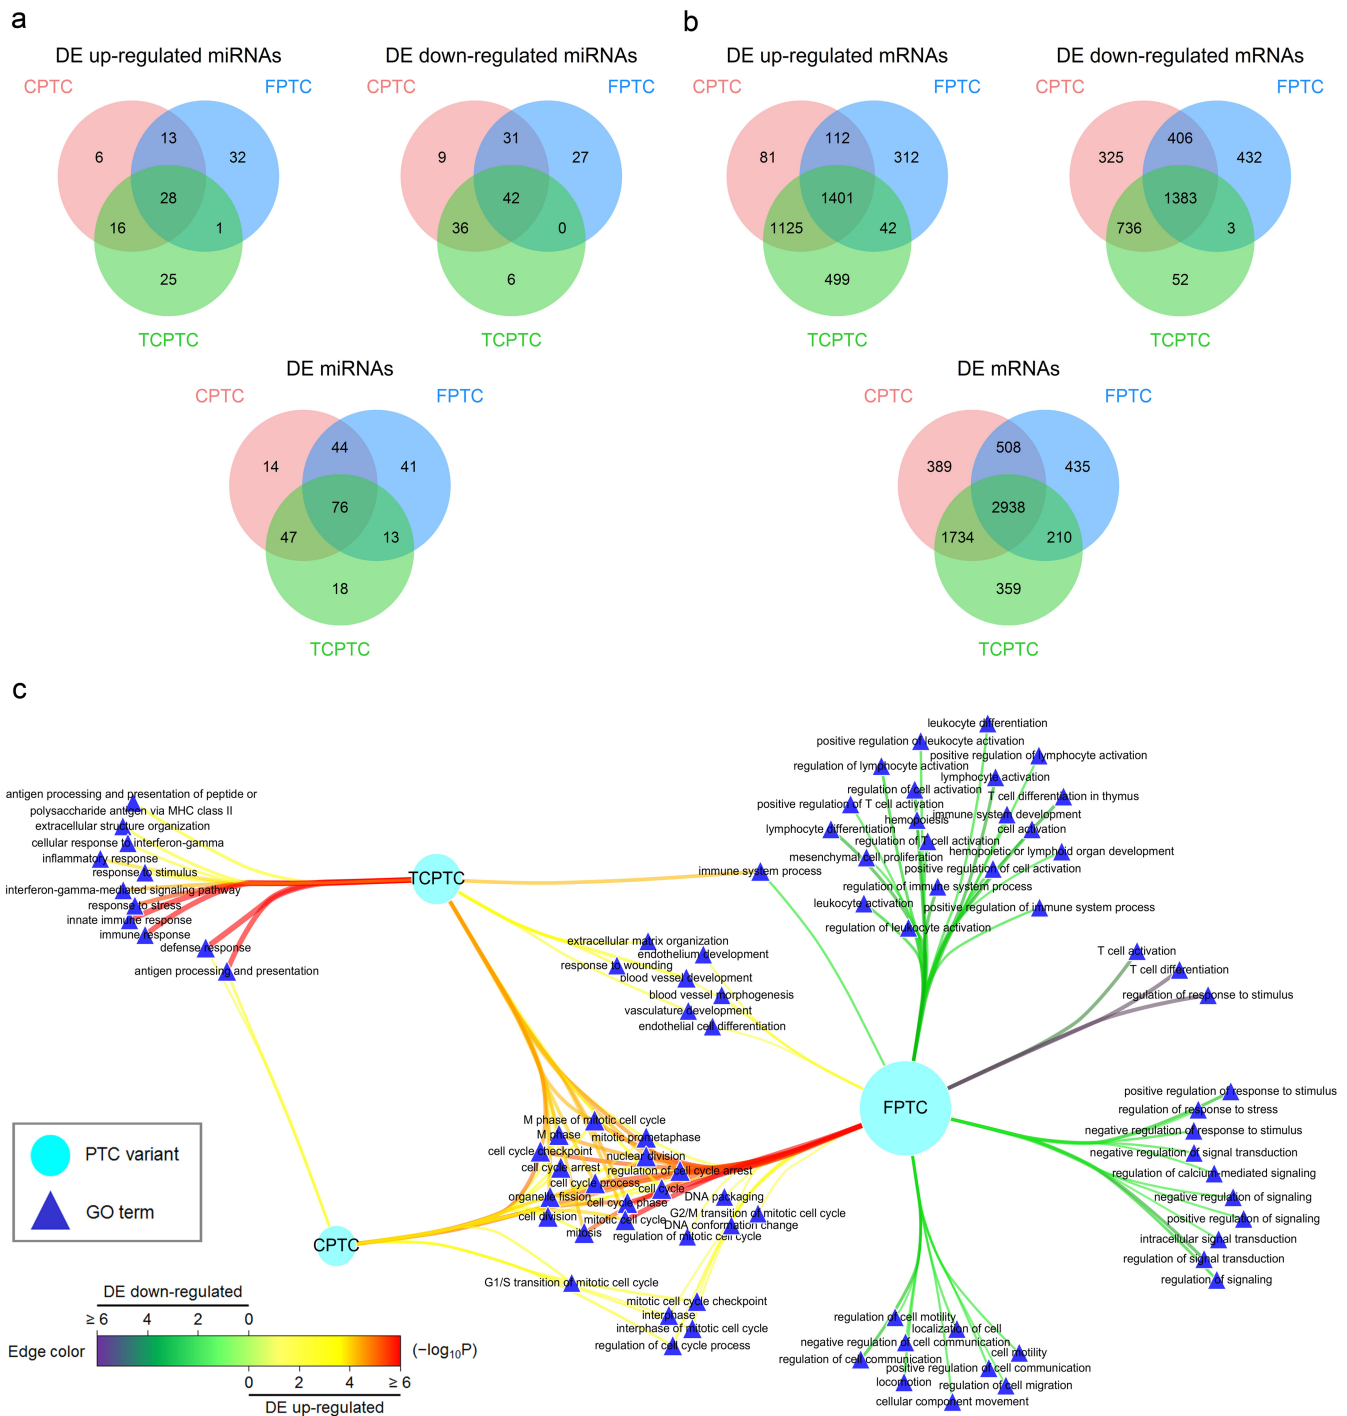 a
DE up-regulated miRNAs
CPTC
FPTC
13
6
32
28
16
1
25
TCPTC
DE down-regulated miRNAs
CPTC
FPTC
31
9
27
42
36
0
6
TCPTC
DE miRNAs
CPTC
FPTC
44
14
41
76
47
13
18
TCPTC
b
DE up-regulated mRNAs
CPTC
FPTC
112
81
312
1401
1125
42
499
TCPTC
DE down-regulated mRNAs
CPTC
FPTC
406
325
432
1383
736
3
52
TCPTC
DE mRNAs
CPTC
FPTC
508
389
435
2938
1734
210
359
TCPTC
c
antigen processing and presentation of peptide or
polysaccharide antigen via MHC class II
extracellular structure organization
cellular response to interferon-gamma
inflammatory response
response to stimulus
interferon-gamma-mediated signaling pathway
response to stress
innate immune response
immune response
defense response
antigen processing and presentation
TCPTC
immune system process
extracellular matrix organization
endothelium development
response to wounding
blood vessel development
blood vessel morphogenesis
vasculature development
endothelial cell differentiation
leukocyte differentiation
positive regulation of leukocyte activation
positive regulation of lymphocyte activation
regulation of lymphocyte activation
lymphocyte activation
regulation of cell activation
T cell differentiation in thymus
positive regulation of T cell activation
immune system development
hemopoiesis
lymphocyte differentiation
cell activation
regulation of T cell activation
hemopoietic or lymphoid organ development
mesenchymal cell proliferation
positive regulation of cell activation
regulation of immune system process
leukocyte activation
positive regulation of immune system process
regulation of leukocyte activation
T cell activation
T cell differentiation
regulation of response to stimulus
FPTC
positive regulation of response to stimulus
regulation of response to stress
negative regulation of response to stimulus
negative regulation of signal transduction
regulation of calcium-mediated signaling
negative regulation of signaling
positive regulation of signaling
intracellular signal transduction
regulation of signal transduction
regulation of signaling
M phase of mitotic cell cycle
M phase
mitotic prometaphase
cell cycle checkpoint
nuclear division
cell cycle arrest
regulation of cell cycle arrest
cell cycle process
cell cycle
organelle fission
DNA packaging
cell cycle phase
cell division
G2/M transition of mitotic cell cycle
mitotic cell cycle
DNA conformation change
mitosis
regulation of mitotic cell cycle
CPTC
G1/S transition of mitotic cell cycle
mitotic cell cycle checkpoint
interphase
interphase of mitotic cell cycle
regulation of cell cycle process
regulation of cell motility
localization of cell
negative regulation of cell communication
cell motility
regulation of cell communication
positive regulation of cell communication
locomotion
regulation of cell migration
cellular component movement
PTC variant
GO term
DE down-regulated
≥ 6 4 2 0
Edge color
(−log10P)
0 2 4 ≥ 6
DE up-regulated